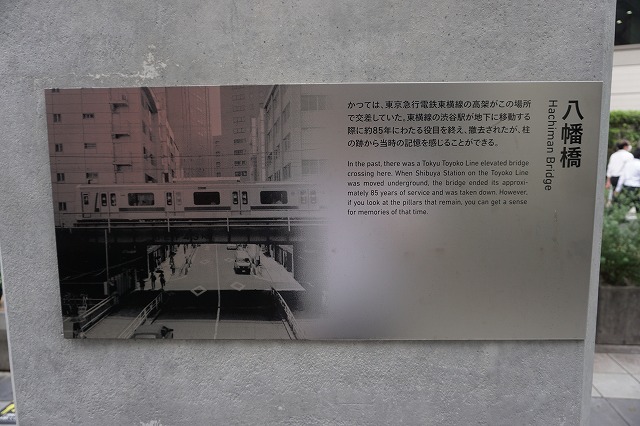 八幡橋
Hachiman Bridge
かつては、東京急行電鉄東横線の高架がこの場所
で交差していた。東横線の渋谷駅が地下に移動する
際に約85年にわたる役目を終え、撤去されたが、柱
の跡から当時の記憶を感じることができる。
In the past, there was a Tokyu Toyoko Line elevated bridge
crossing here. When Shibuya Station on the Toyoko Line
was moved underground, the bridge ended its approxi-
mately 85 years of service and was taken down. However,
if you look at the pillars that remain, you can get a sense
for memories of that time.